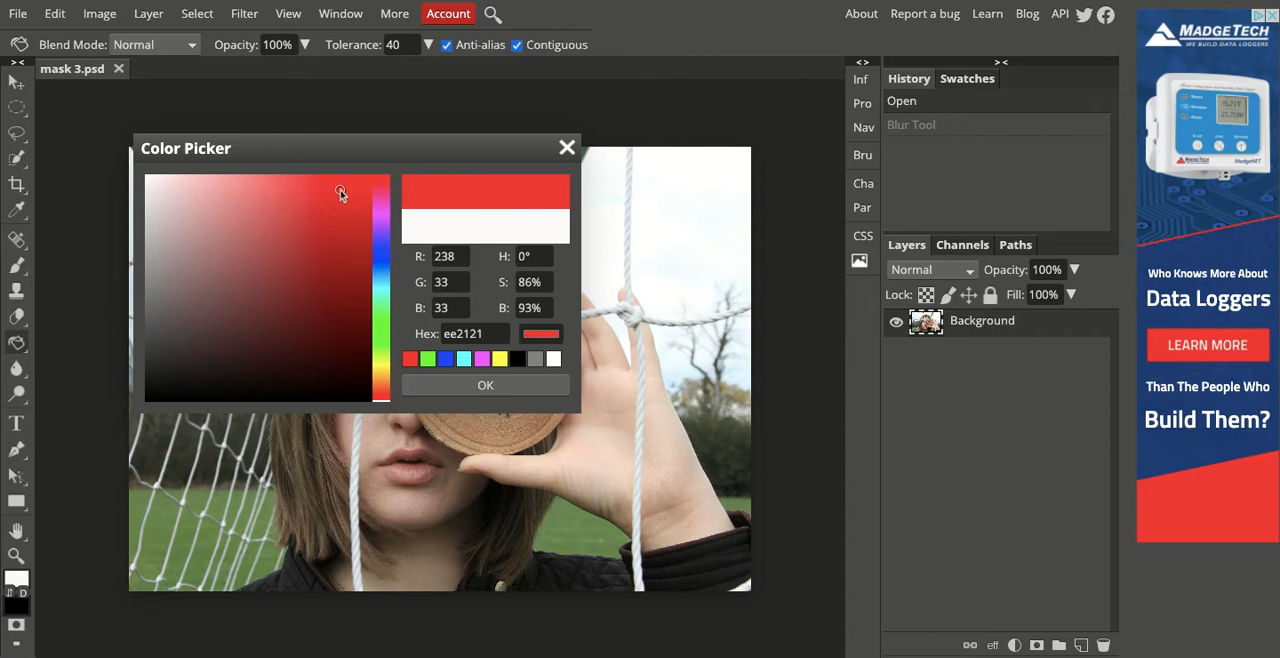 File Edit Image Layer Select Filter View Window More Account
About Report a bug Learn Blog API
Blend Mode: Normal Opacity: 100% Tolerance: 40 Anti-alias Contiguous
mask 3.psd
Color Picker
R: 238 H: 0°
G: 33 S: 86%
B: 33 B: 93%
Hex: ee2121
OK
D
Inf
Pro
Nav
Bru
Cha
Par
CSS
History Swatches
Open
Blur Tool
Layers Channels Paths
Normal Opacity: 100%
Lock: Fill: 100%
Background
eff
MADGETECH
WE BUILD DATA LOGGERS
Who Knows More About
Data Loggers
LEARN MORE
Than The People Who
Build Them?